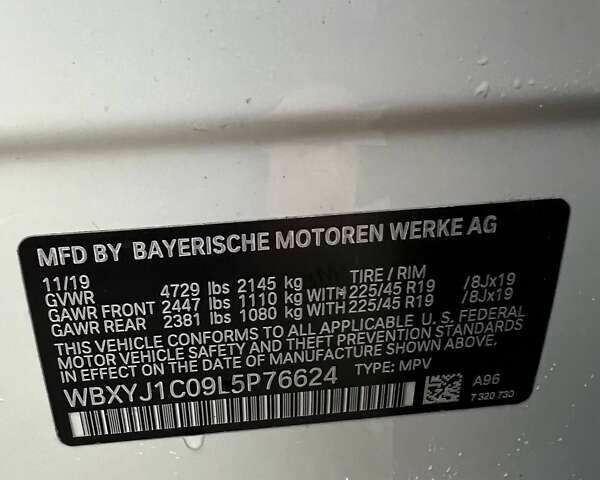 MFD BY BAYERISCHE MOTOREN WERKE AG
11/19 TIRE / RIM
GVWR 4729 lbs 2145 kg
GAWR FRONT 2447 lbs 1110 kg WITH 225/45 R19 /8Jx19
GAWR REAR 2381 lbs 1080 kg WITH 225/45 R19 /8Jx19
THIS VEHICLE CONFORMS TO ALL APPLICABLE U. S. FEDERAL
MOTOR VEHICLE SAFETY AND THEFT PREVENTION STANDARDS
IN EFFECT ON THE DATE OF MANUFACTURE SHOWN ABOVE.
WBXYJ1C09L5P76624 TYPE: MPV
A96
7 320 730